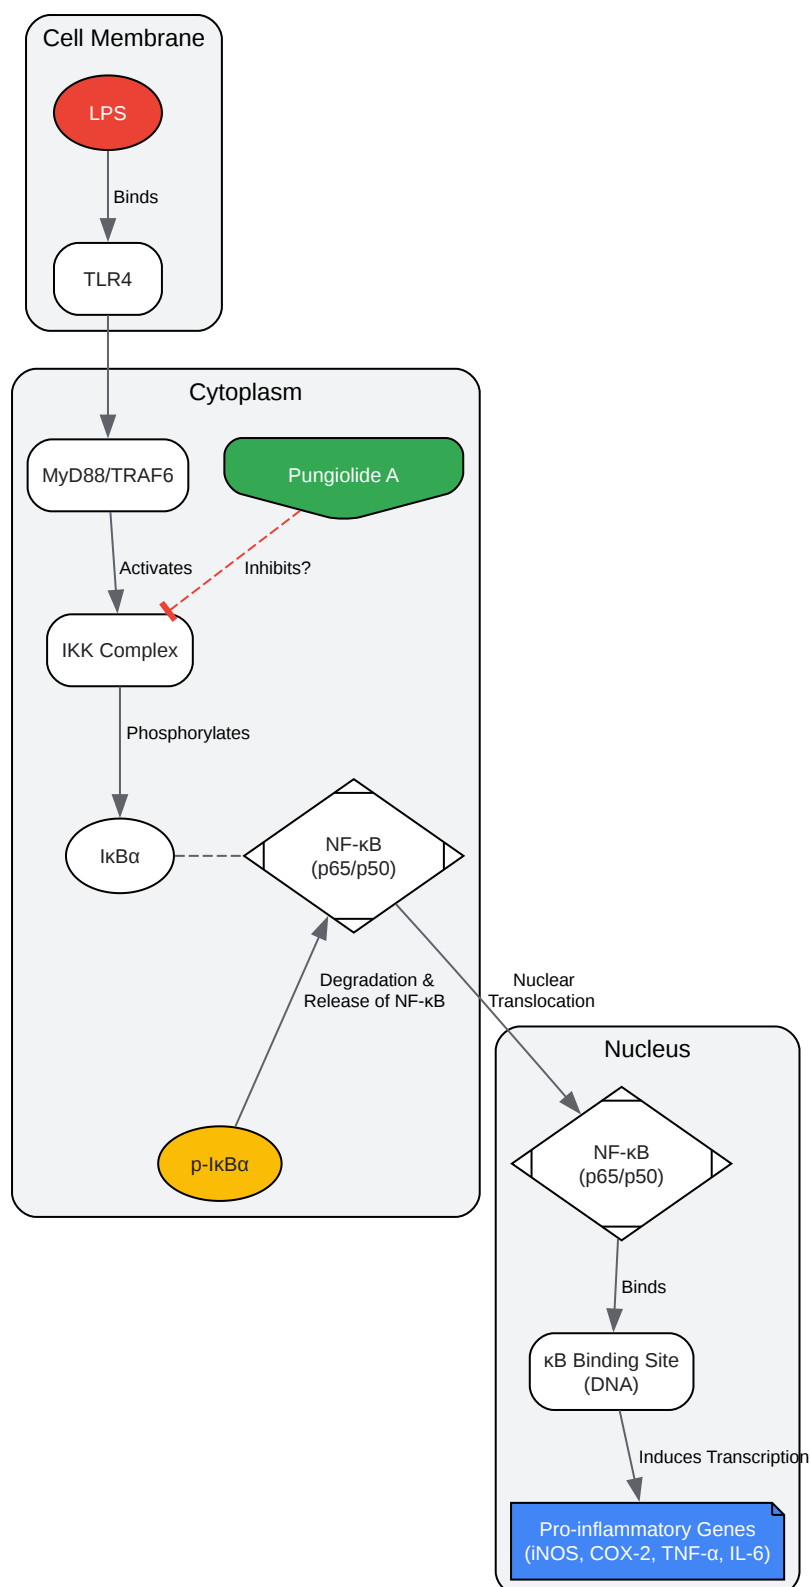 Cell Membrane
LPS
Binds
TLR4
Cytoplasm
MyD88/TRAF6
Pungiolide A
Activates
Inhibits?
IKK Complex
Phosphorylates
IκBα
NF-κB
(p65/p50)
Degradation &
Release of NF-κB
Nuclear
Translocation
p-IκBα
Nucleus
NF-κB
(p65/p50)
Binds
κB Binding Site
(DNA)
Induces Transcription
Pro-inflammatory Genes
(iNOS, COX-2, TNF-α, IL-6)